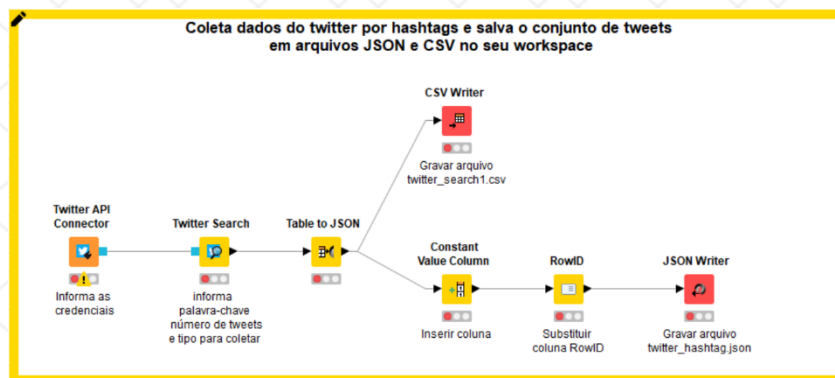 Coleta dados do twitter por hashtags e salva o conjunto de tweets
em arquivos JSON e CSV no seu workspace
CSV Writer
Gravar arquivo
twitter_search1.csv
Twitter API
Connector
Informa as
credenciais
Twitter Search
informa
palavra-chave
número de tweets
e tipo para coletar
Table to JSON
Constant
Value Column
Inserir coluna
RowID
Substituir
coluna RowID
JSON Writer
Gravar arquivo
twitter_hashtag.json